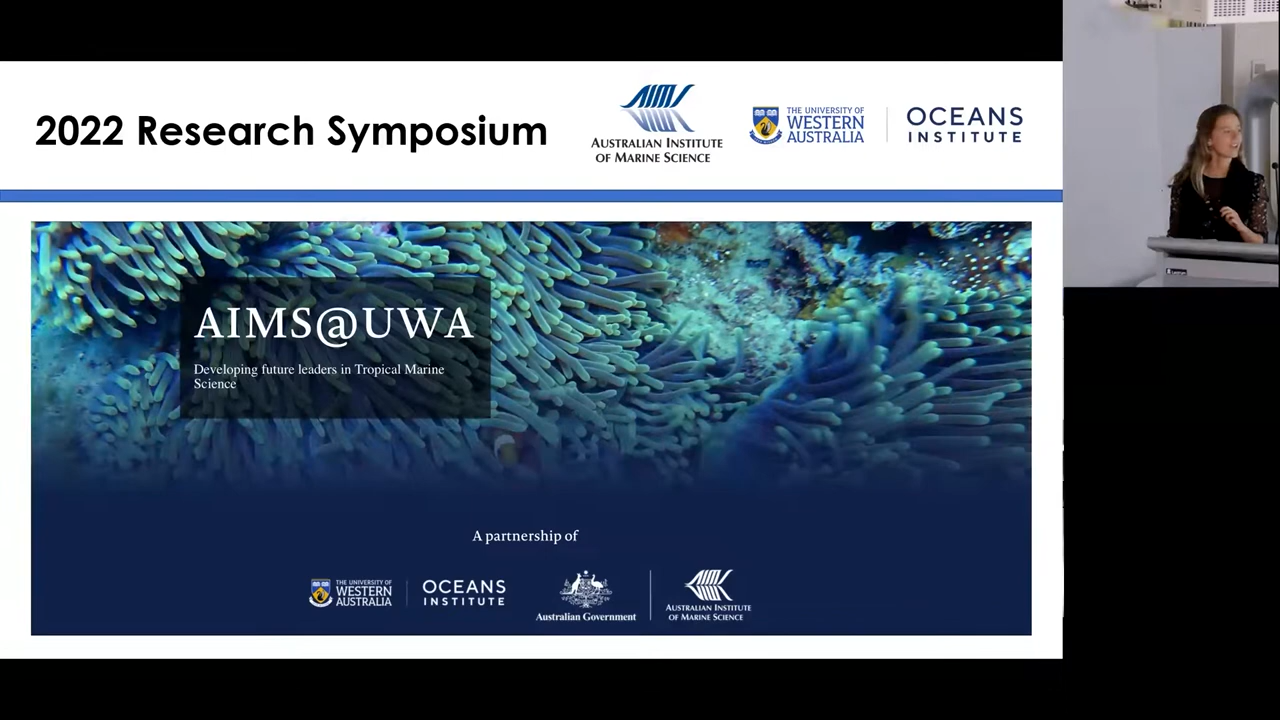 2022 Research Symposium
AIMS
AUSTRALIAN INSTITUTE
OF MARINE SCIENCE
THE UNIVERSITY OF
WESTERN
AUSTRALIA
OCEANS
INSTITUTE
AIMS@UWA
Developing future leaders in Tropical Marine
Science
A partnership of
THE UNIVERSITY OF
WESTERN
AUSTRALIA
OCEANS
INSTITUTE
Australian Government
AUSTRALIAN INSTITUTE
OF MARINE SCIENCE